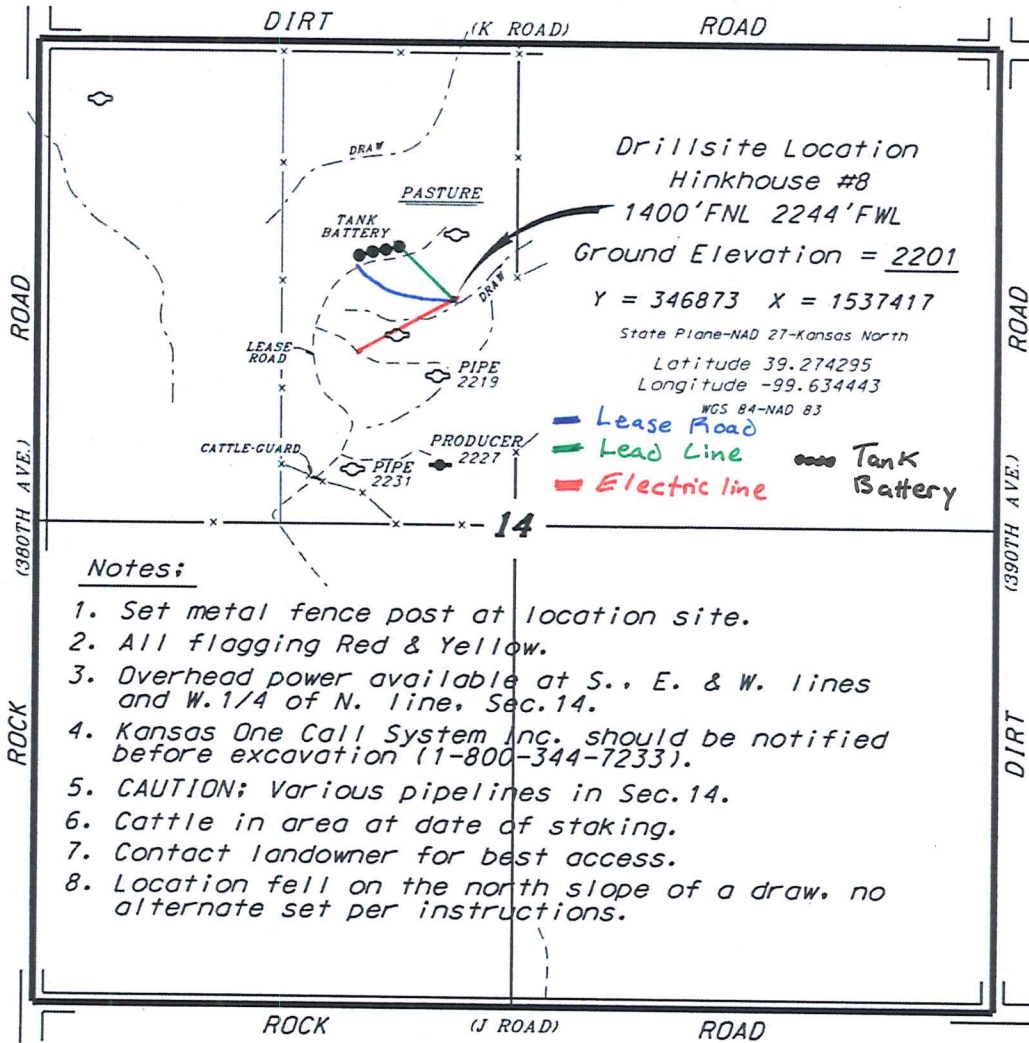 DIRT (K ROAD) ROAD
DRAW
PASTURE
TANK
BATTERY
DRAW
LEASE
ROAD
PIPE
2219
CATTLE-GUARD
PIPE
2231
PRODUCER
2227
Drillsite Location
Hinkhouse #8
1400'FNL 2244'FWL
Ground Elevation = 2201
Y = 346873 X = 1537417
State Plane-NAD 27-Kansas North
Latitude 39.274295
Longitude -99.634443
WGS 84-NAD 83
Lease Road
Lead Line
Electric line
Tank
Battery
14
ROCK (380TH AVE.) ROAD
DIRT (390TH AVE.) ROAD
Notes:
1. Set metal fence post at location site.
2. All flagging Red & Yellow.
3. Overhead power available at S., E. & W. lines
and W.1/4 of N. line, Sec.14.
4. Kansas One Call System Inc. should be notified
before excavation (1-800-344-7233).
5. CAUTION: Various pipelines in Sec.14.
6. Cattle in area at date of staking.
7. Contact landowner for best access.
8. Location fell on the north slope of a draw, no
alternate set per instructions.
ROCK (J ROAD) ROAD